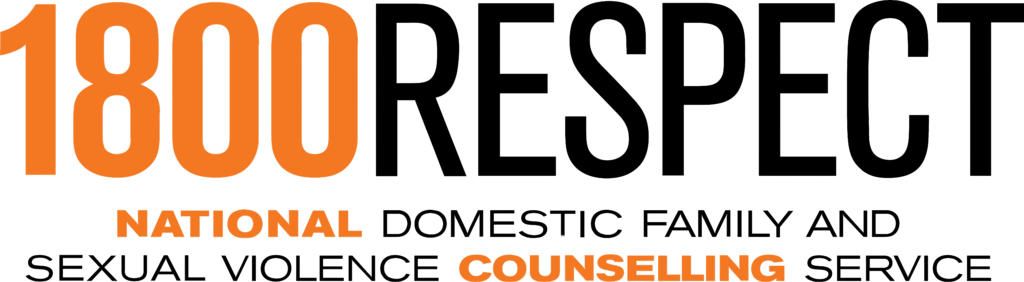 1800RESPECT
NATIONAL DOMESTIC FAMILY AND
SEXUAL VIOLENCE COUNSELLING SERVICE